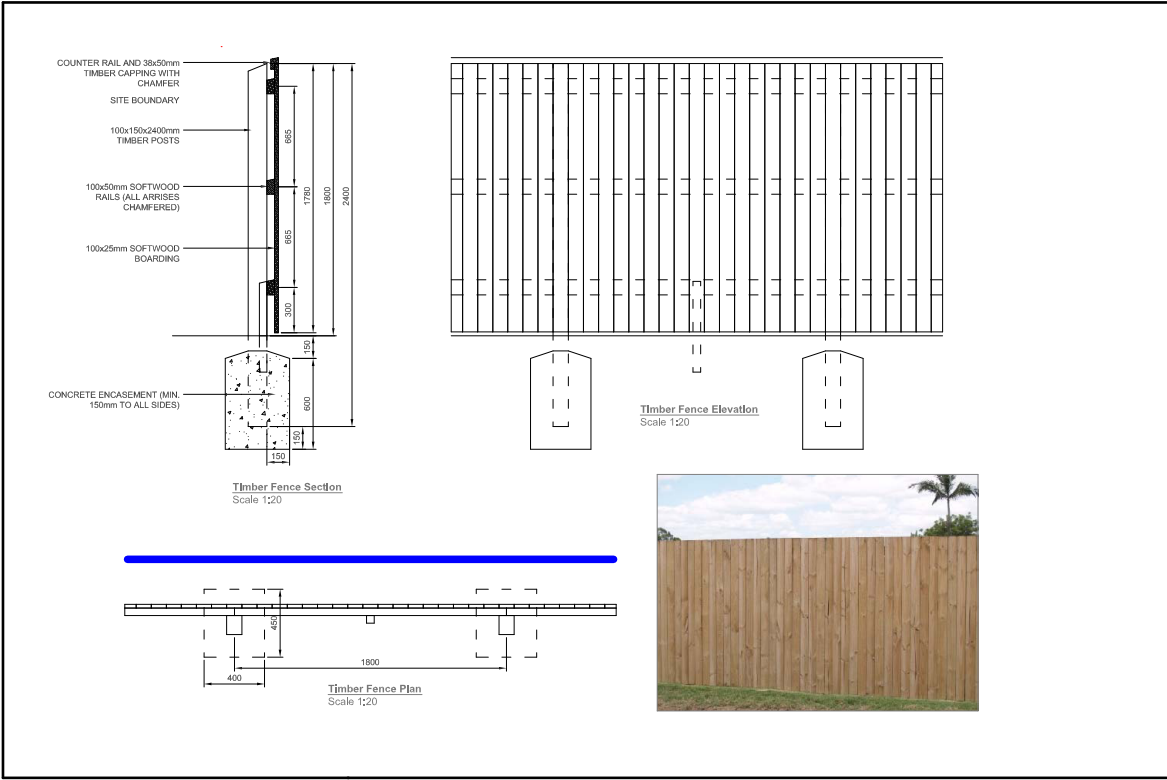 COUNTER RAIL AND 38x50mm
TIMBER CAPPING WITH
CHAMFER
SITE BOUNDARY
100x150x2400mm
TIMBER POSTS
100x50mm SOFTWOOD
RAILS (ALL ARRISES
CHAMFERED)
100x25mm SOFTWOOD
BOARDING
CONCRETE ENCASEMENT (MIN.
150mm TO ALL SIDES)
665
665
300
1780
1800
2400
150
600
150
150
Timber Fence Section
Scale 1:20
Timber Fence Elevation
Scale 1:20
450
1800
400
Timber Fence Plan
Scale 1:20